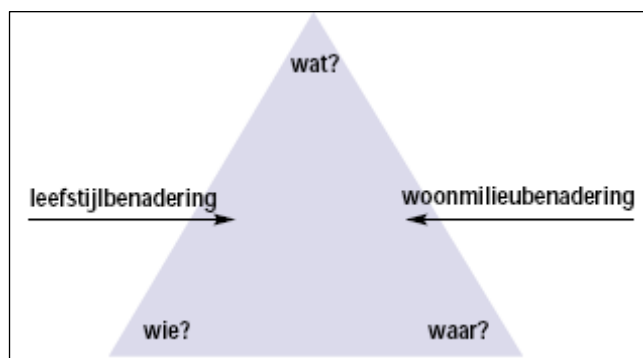 wat?
leefstijlbenadering
woonmilieubenadering
wie?
waar?